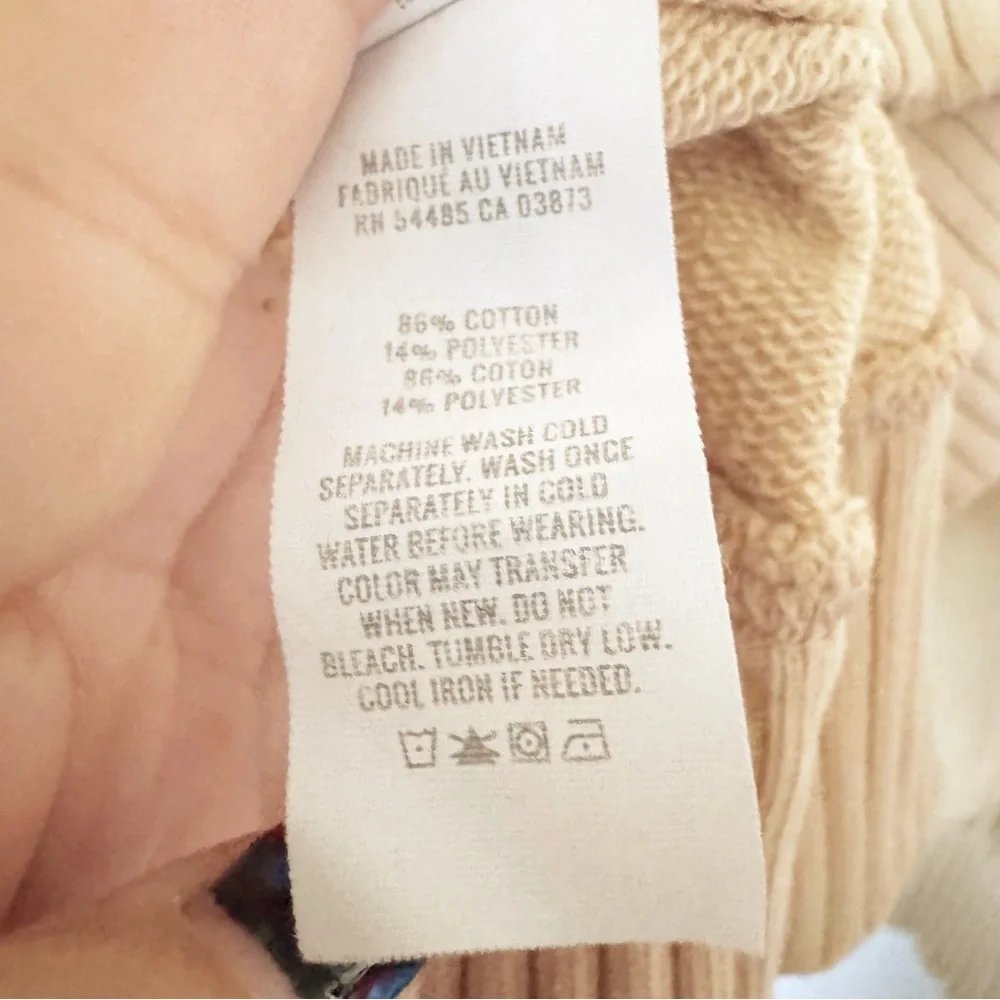 MADE IN VIETNAM
FABRIQUÉ AU VIETNAM
RN 54485 CA 03873
86% COTTON
14% POLYESTER
86% COTON
14% POLYESTER
MACHINE WASH COLD
SEPARATELY. WASH ONCE
SEPARATELY IN COLD
WATER BEFORE WEARING.
COLOR MAY TRANSFER
WHEN NEW. DO NOT
BLEACH. TUMBLE DRY LOW.
COOL IRON IF NEEDED.